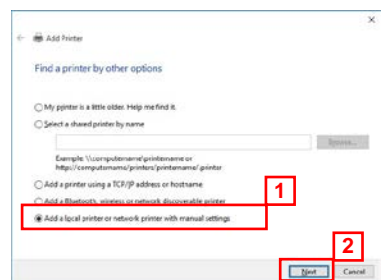 Add Printer
Find a printer by other options
My printer is a little older. Help me find it.
Select a shared printer by name
Browse...
Example: \\computername\printername or
http://computername/printers/printername/.printer
Add a printer using a TCP/IP address or hostname
1
Add a Bluetooth, wireless or network discoverable printer
Add a local printer or network printer with manual settings
2
Next Cancel